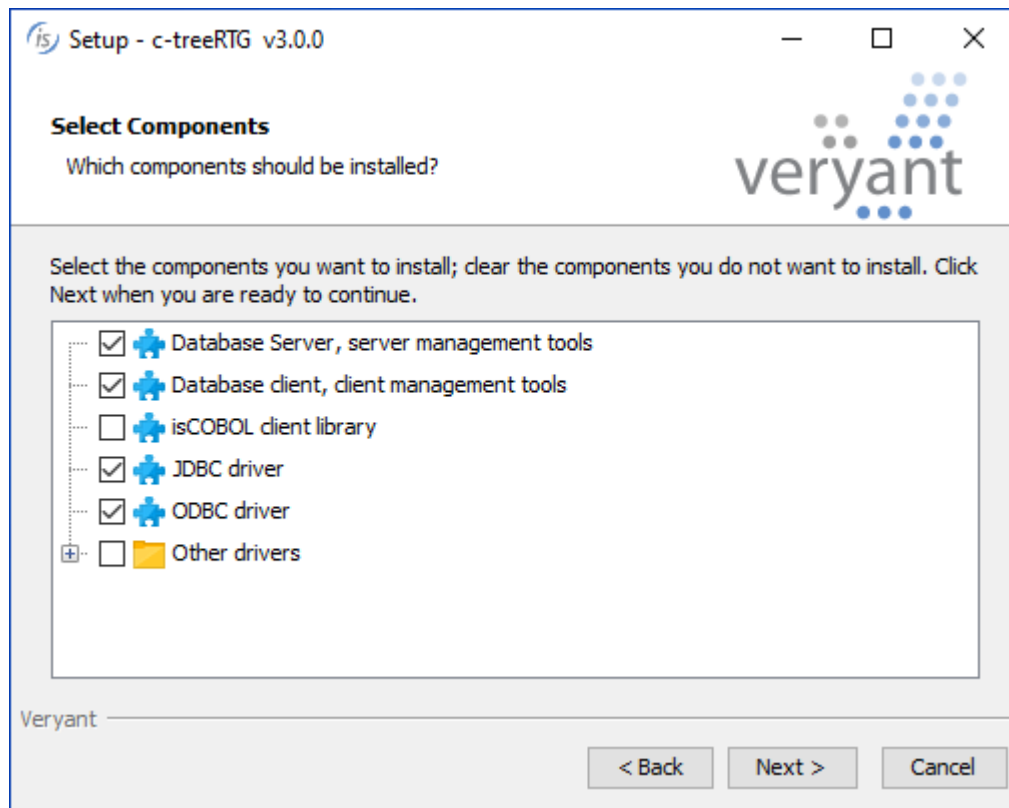 is Setup - c-treeRTG v3.0.0
Select Components
Which components should be installed?
veryant
Select the components you want to install; clear the components you do not want to install. Click
Next when you are ready to continue.
Database Server, server management tools
Database client, client management tools
isCOBOL client library
JDBC driver
ODBC driver
Other drivers
Veryant
< Back Next > Cancel